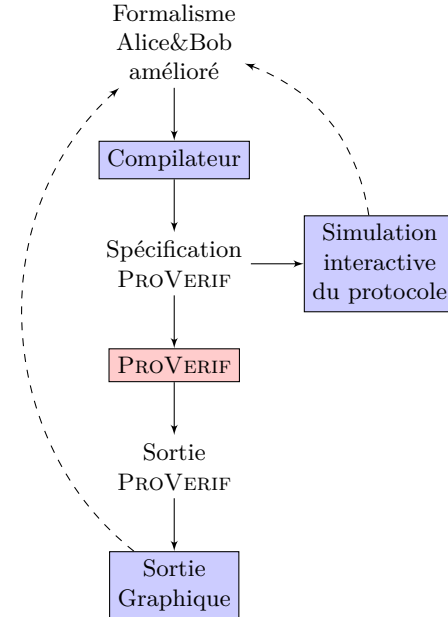 Formalisme
Alice&Bob
amélioré
Compilateur
Spécification
PROVERIF
Simulation
interactive
du protocole
PROVERIF
Sortie
PROVERIF
Sortie
Graphique